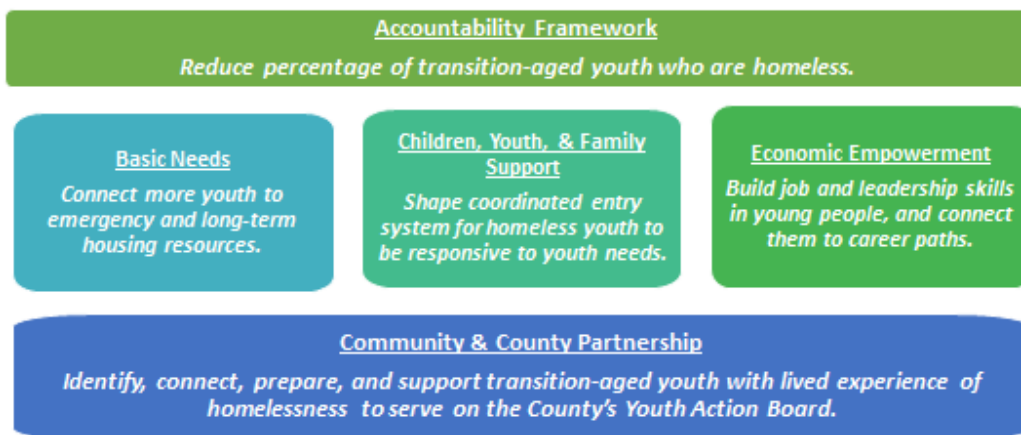 Accountability Framework
Reduce percentage of transition-aged youth who are homeless.
Basic Needs
Connect more youth to
emergency and long-term
housing resources.
Children, Youth, & Family
Support
Shape coordinated entry
system for homeless youth to
be responsive to youth needs.
Economic Empowerment
Build job and leadership skills
in young people, and connect
them to career paths.
Community & County Partnership
Identify, connect, prepare, and support transition-aged youth with lived experience of
homelessness to serve on the County's Youth Action Board.